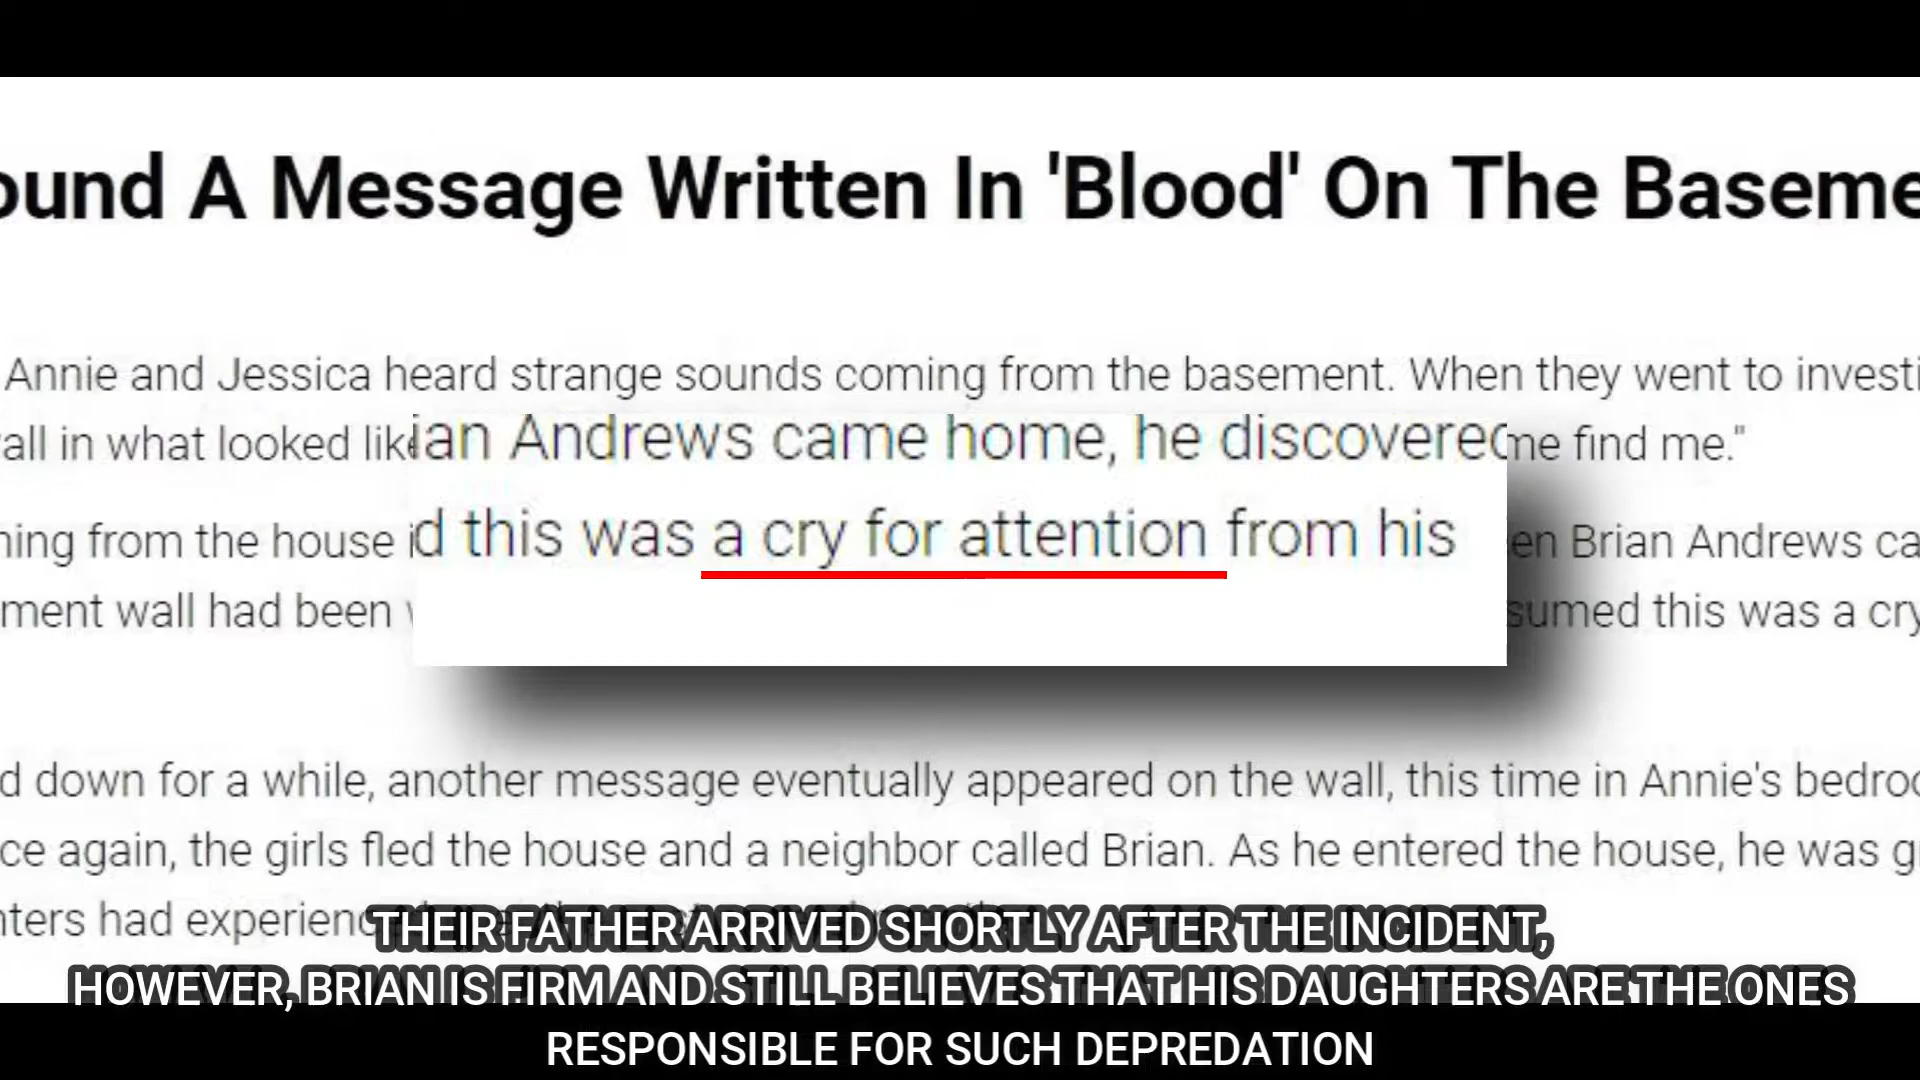 ound A Message Written In 'Blood' On The Baseme
Annie and Jessica heard strange sounds coming from the basement. When they went to investi
all in what looked like me find me."
ian Andrews came home, he discovered
d this was a cry for attention from his
ning from the house en Brian Andrews ca
ment wall had been sumed this was a cry
d down for a while, another message eventually appeared on the wall, this time in Annie's bedroo
ce again, the girls fled the house and a neighbor called Brian. As he entered the house, he was g
nters had experienc
THEIR FATHER ARRIVED SHORTLY AFTER THE INCIDENT,
HOWEVER, BRIAN IS FIRM AND STILL BELIEVES THAT HIS DAUGHTERS ARE THE ONES
RESPONSIBLE FOR SUCH DEPREDATION